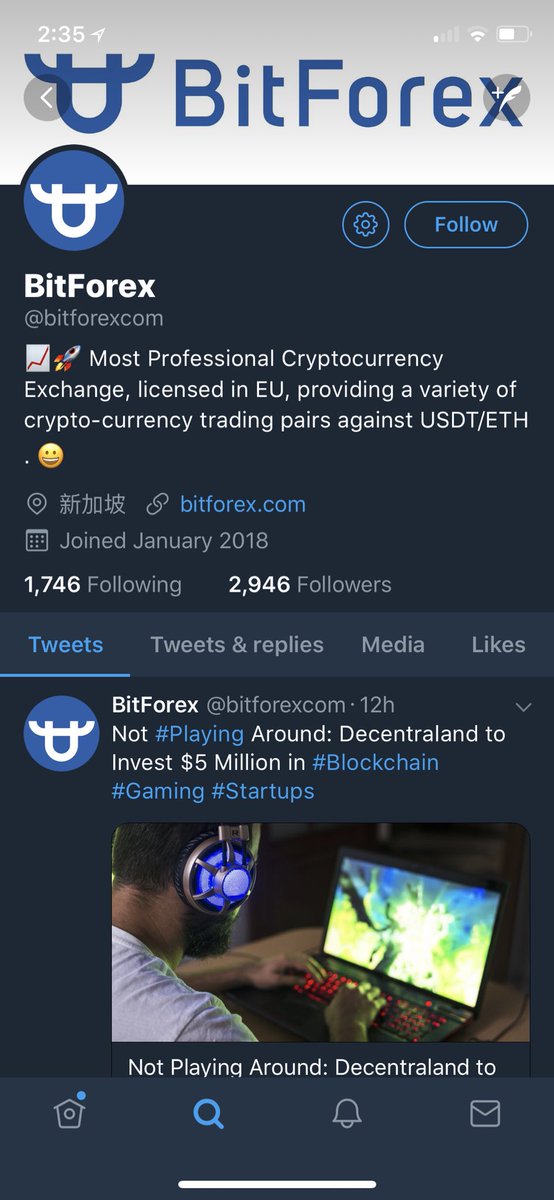 2:35
BitForex
Follow
BitForex
@bitforexcom
📈🚀 Most Professional Cryptocurrency
Exchange, licensed in EU, providing a variety of
crypto-currency trading pairs against USDT/ETH
. 😀
新加坡 bitforex.com
Joined January 2018
1,746 Following 2,946 Followers
Tweets Tweets & replies Media Likes
BitForex @bitforexcom · 12h
Not #Playing Around: Decentraland to
Invest $5 Million in #Blockchain
#Gaming #Startups
R
Not Playing Around: Decentraland to